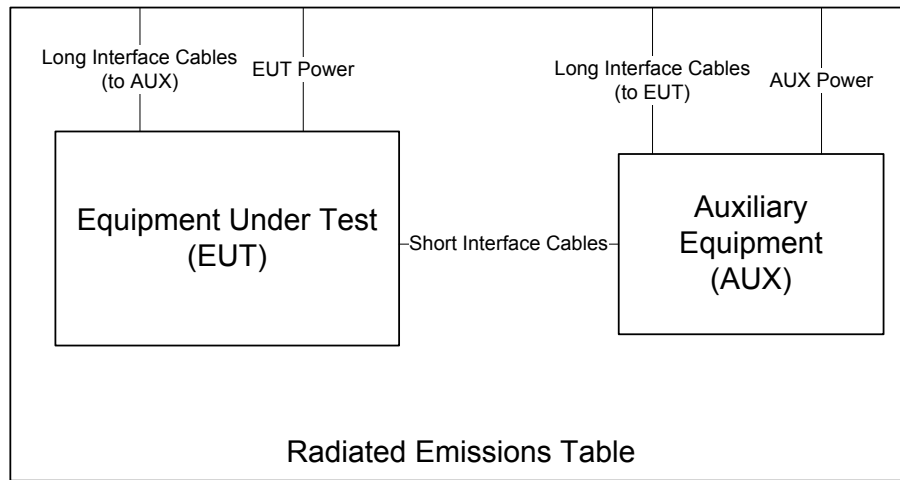 Long Interface Cables
(to AUX)
EUT Power
Long Interface Cables
(to EUT)
AUX Power
Equipment Under Test
(EUT)
Short Interface Cables
Auxiliary
Equipment
(AUX)
Radiated Emissions Table